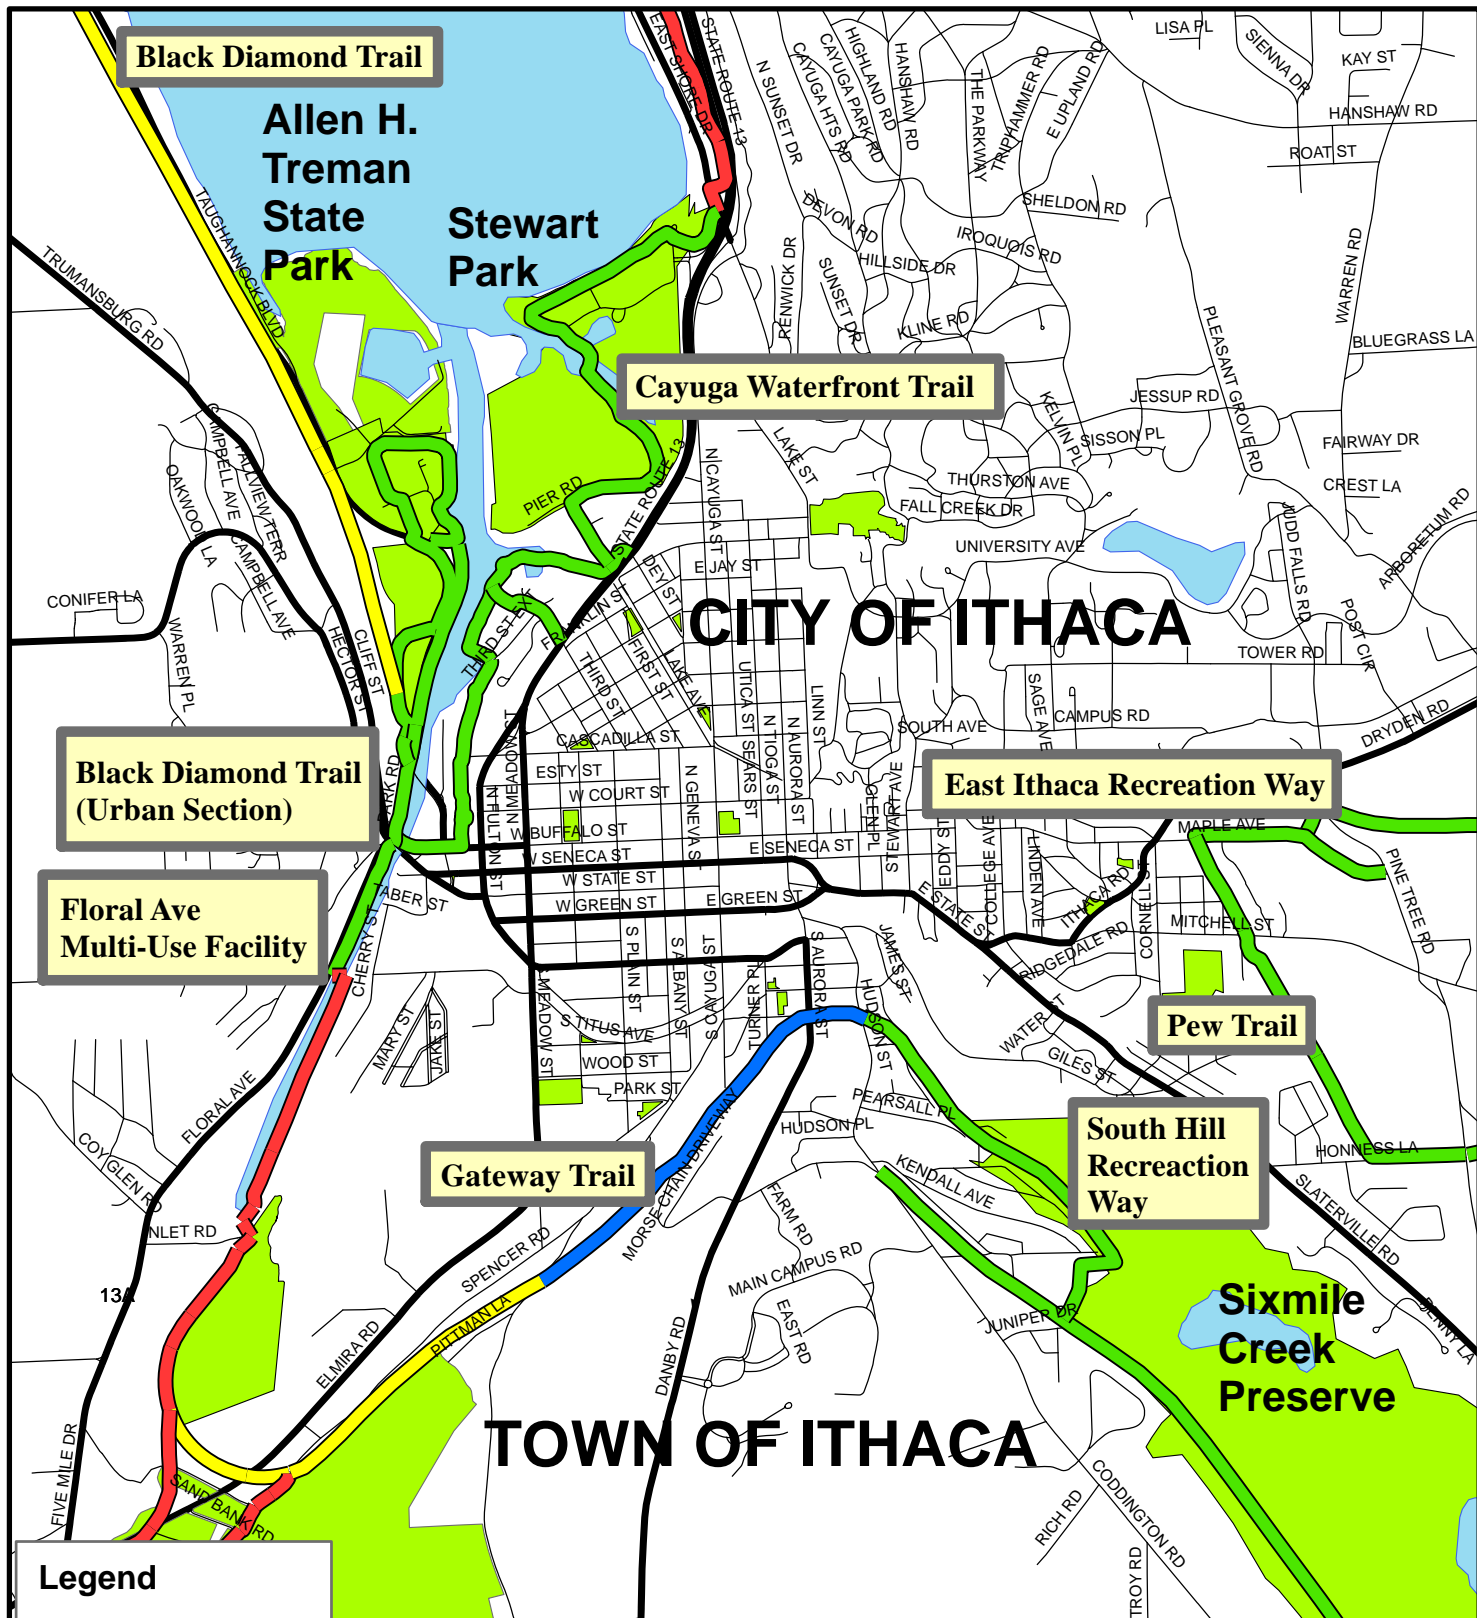 Black Diamond Trail
Allen H.
Treman
State
Park
Stewart
Park
EAST SHORE DR
STATE ROUTE 13
N SUNSET DR
CAYUGA HTS RD
CAYUGA PARK RD
HIGHLAND RD
HANSHAW RD
THE PARKWAY
TRIPHAMMER RD
E UPLAND RD
LISA PL
SIENNA DR
KAY ST
HANSHAW RD
ROAT ST
SHELDON RD
DEVON RD
IROQUOIS RD
HILLSIDE DR
RENWICK DR
SUNSET DR
KLINE RD
WARREN RD
PLEASANT GROVE RD
BLUEGRASS LA
TAUGHANNOCK BLVD
TRUMANSBURG RD
Cayuga Waterfront Trail
JESSUP RD
KELVIN PL
SISSON PL
FAIRWAY DR
CREST LA
CAMPBELL AVE
FALLVIEW TERR
OAKWOOD LA
CAMPBELL AVE
LAKE ST
N CAYUGA ST
STATE ROUTE 13
PIER RD
THURSTON AVE
FALL CREEK DR
UNIVERSITY AVE
JUDD FALLS RD
ARBORETUM RD
CONIFER LA
WARREN PL
HECTOR ST
CLIFF ST
E JAY ST
DEY ST
FRANKLIN ST
THIRD ST EXT
CITY OF ITHACA
POST CIR
TOWER RD
THIRD ST
FIRST ST
LAKE AVE
UTICA ST
LINN ST
SAGE AVE
CAMPUS RD
SOUTH AVE
DRYDEN RD
Black Diamond Trail
(Urban Section)
PARK RD
N MEADOW ST
N FULTON ST
CASCADILLA ST
ESTY ST
W COURT ST
N GENEVA ST
SEARS ST
N TIOGA ST
N AURORA ST
W BUFFALO ST
W SENECA ST
E SENECA ST
W STATE ST
W GREEN ST
E GREEN ST
GLEN PL
STEWART AVE
EDDY ST
COLLEGE AVE
LINDEN AVE
East Ithaca Recreation Way
MAPLE AVE
ITHACA RD
CORNELL ST
MITCHELL ST
PINE TREE RD
Floral Ave
Multi-Use Facility
TABER ST
CHERRY ST
E STATE ST
RIDGEDALE RD
S PLAIN ST
S ALBANY ST
S CAYUGA ST
TURNER PL
S AURORA ST
HUDSON ST
JAMES ST
S MEADOW ST
S TITUS AVE
WOOD ST
PARK ST
MARY ST
JAKE ST
WATER ST
GILES ST
Pew Trail
FLORAL AVE
COY GLEN RD
PEARSALL PL
HUDSON PL
KENDALL AVE
South Hill
Recreaction
Way
HONNESS LA
SLATERVILLE RD
Gateway Trail
MORSE CHAIN DRIVEWAY
NLET RD
SPENCER RD
FARM RD
MAIN CAMPUS RD
EAST RD
13A
PITTMAN LA
ELMIRA RD
DANBY RD
JUNIPER DR
Sixmile
Creek
Preserve
PENNY LA
TOWN OF ITHACA
FIVE MILE DR
SAND BANK RD
RICH RD
CODDINGTON RD
TROY RD
Legend